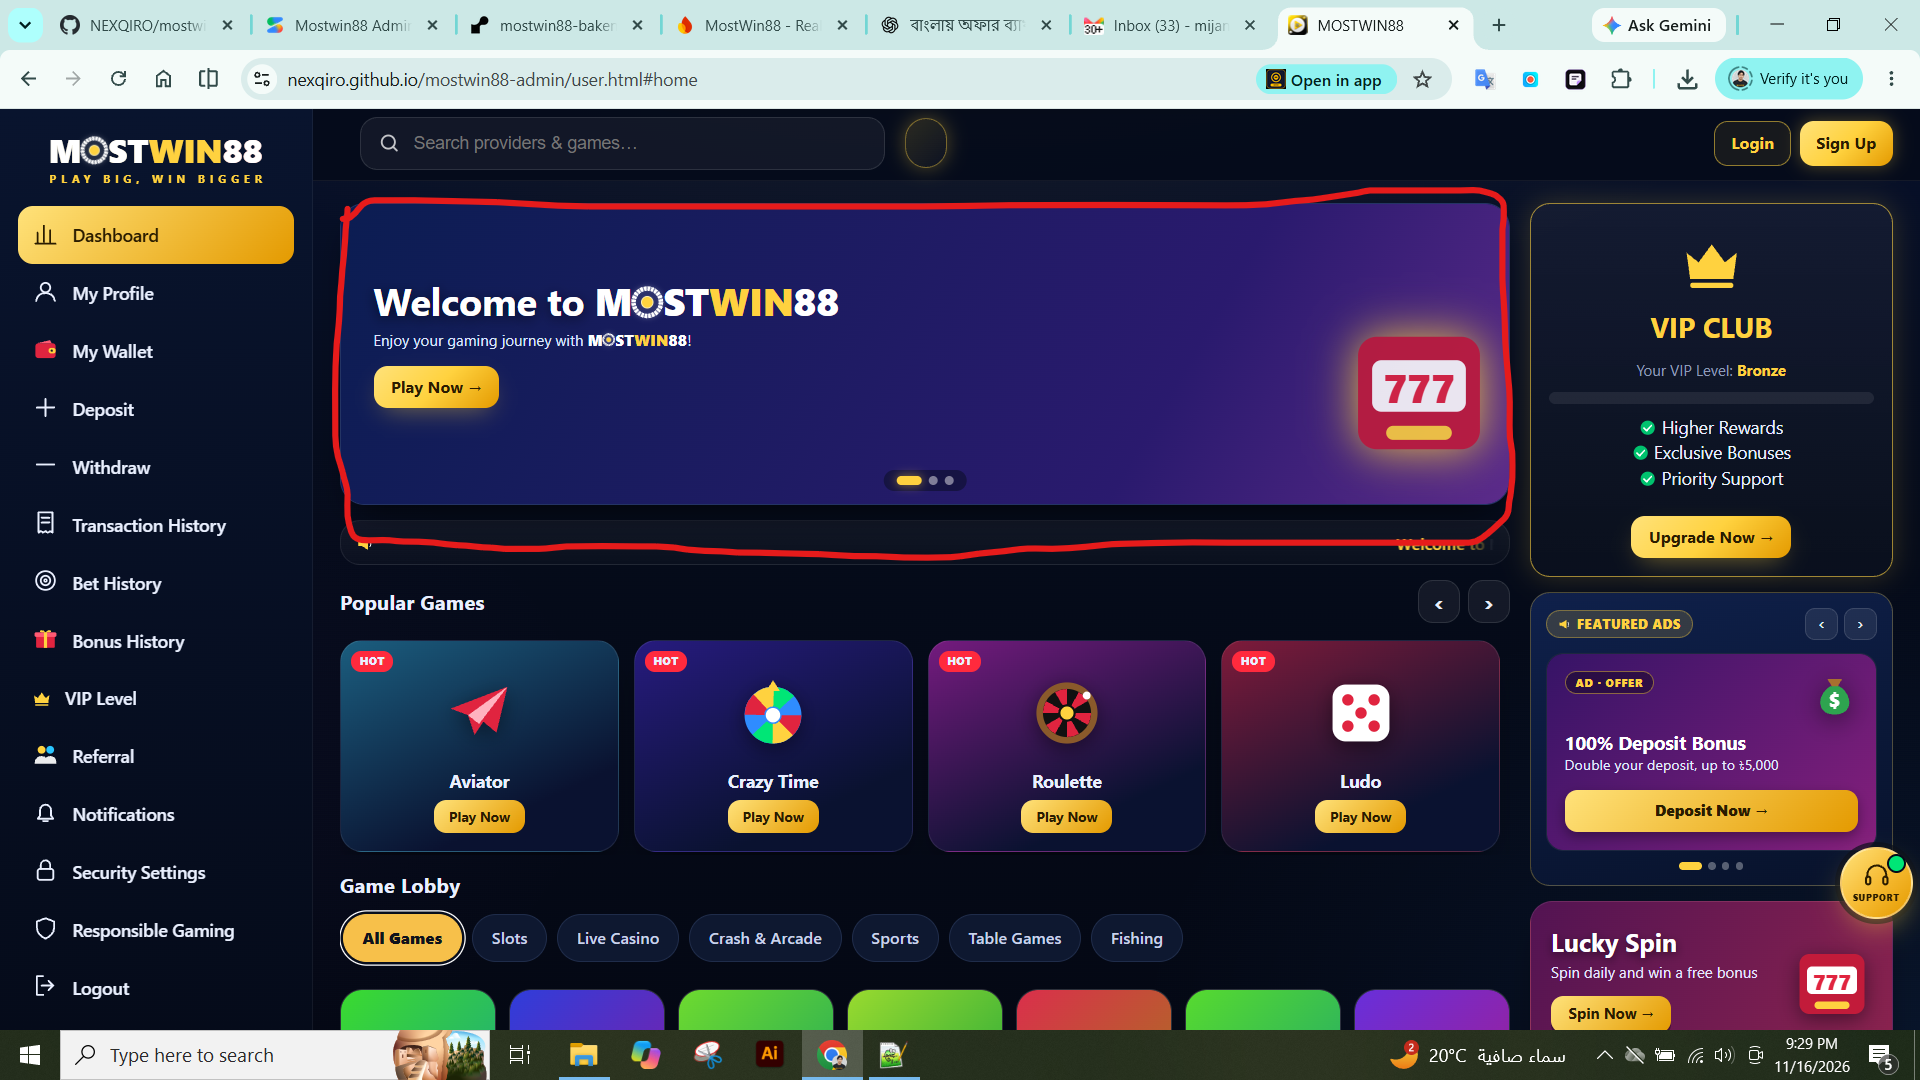 NEXQIRO/mostw
Mostwin88 Admi
mostwin88-baker
MostWin88 - Rea
বাংলায় অফার ব্যা
Inbox (33) - mijan
MOSTWIN88
Ask Gemini
nexqiro.github.io/mostwin88-admin/user.html#home
Open in app
Verify it's you
MOSTWIN88
PLAY BIG, WIN BIGGER
Search providers & games…
Login
Sign Up
Dashboard
My Profile
My Wallet
Deposit
Withdraw
Transaction History
Bet History
Bonus History
VIP Level
Referral
Notifications
Security Settings
Responsible Gaming
Logout
Welcome to MOSTWIN88
Enjoy your gaming journey with MOSTWIN88!
Play Now →
777
Welcome to
VIP CLUB
Your VIP Level: Bronze
Higher Rewards
Exclusive Bonuses
Priority Support
Upgrade Now →
Popular Games
‹ ›
HOT
Aviator
Play Now
HOT
Crazy Time
Play Now
HOT
Roulette
Play Now
HOT
Ludo
Play Now
FEATURED ADS
‹ ›
AD · OFFER
$
100% Deposit Bonus
Double your deposit, up to ৳5,000
Deposit Now →
SUPPORT
Game Lobby
All Games
Slots
Live Casino
Crash & Arcade
Sports
Table Games
Fishing
Lucky Spin
Spin daily and win a free bonus
Spin Now →
777
Type here to search
Ai
2
20°C سماء صافية
9:29 PM
11/16/2026
5